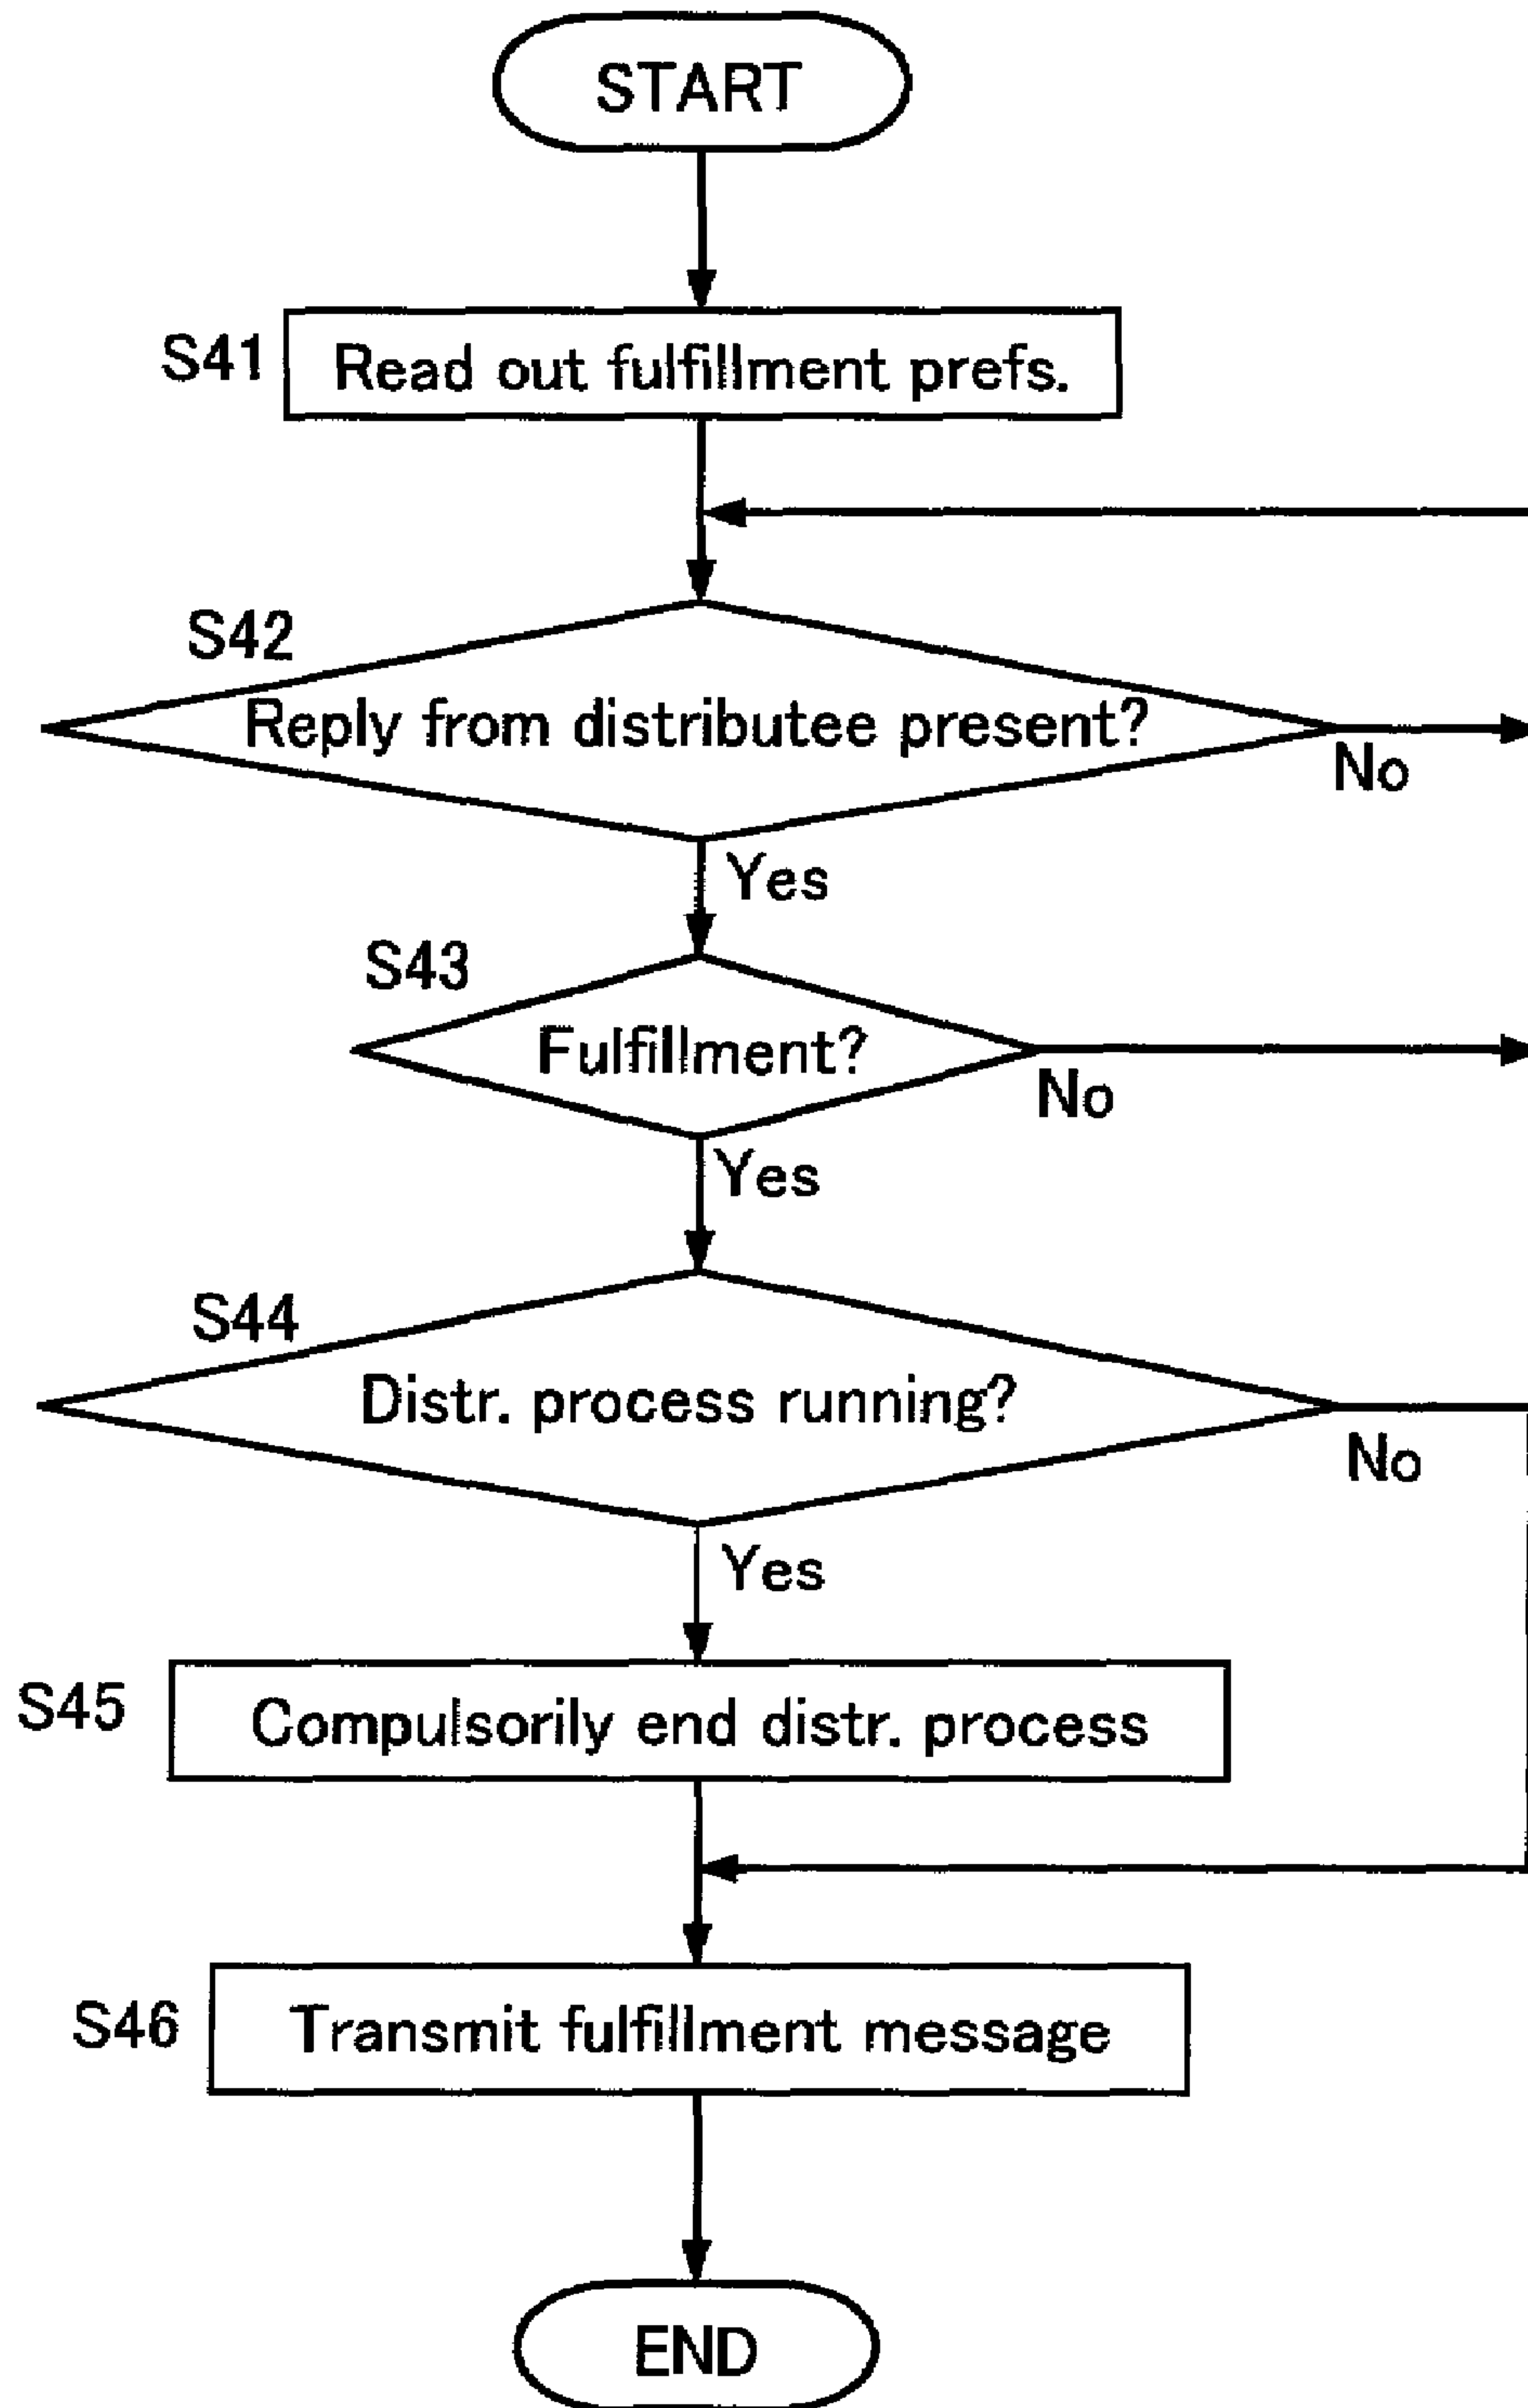 START
S41
Read out fulfillment prefs.
S42
Reply from distributee present?
No
Yes
S43
Fulfillment?
No
Yes
S44
Distr. process running?
No
Yes
S45
Compulsorily end distr. process
S46
Transmit fulfillment message
END